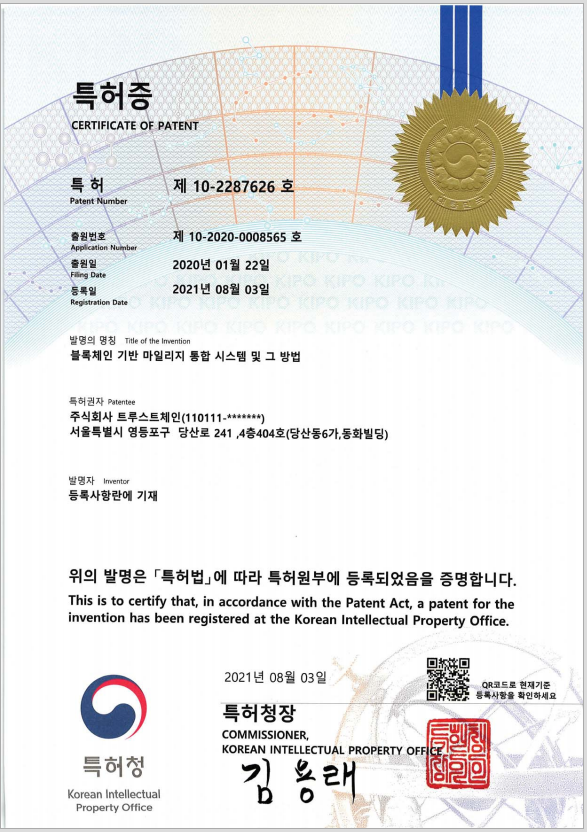 특허증
CERTIFICATE OF PATENT
특 허
Patent Number
제 10-2287626 호
출원번호
Application Number
제 10-2020-0008565 호
출원일
Filing Date
2020년 01월 22일
등록일
Registration Date
2021년 08월 03일
발명의 명칭 Title of the Invention
블록체인 기반 마일리지 통합 시스템 및 그 방법
특허권자 Patentee
주식회사 트루스트체인(110111-*******)
서울특별시 영등포구 당산로 241 ,4층404호(당산동6가,동화빌딩)
발명자 Inventor
등록사항란에 기재
위의 발명은 「특허법」에 따라 특허원부에 등록되었음을 증명합니다.
This is to certify that, in accordance with the Patent Act, a patent for the
invention has been registered at the Korean Intellectual Property Office.
2021년 08월 03일
QR코드로 현재기준
등록사항을 확인하세요
특허청장
COMMISSIONER,
KOREAN INTELLECTUAL PROPERTY OFFICE
김용래
특허청
Korean Intellectual
Property Office
KIPO KIPO KIPO KIPO KIPO